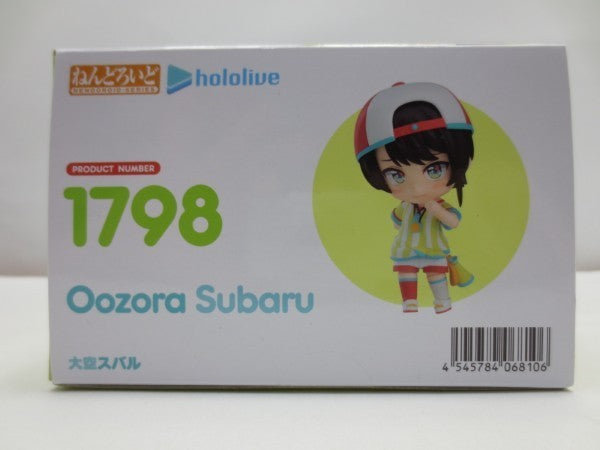 ねんどろいど
NENDOROID SERIES
hololive
PRODUCT NUMBER
1798
Oozora Subaru
大空スバル
4 545784 068106